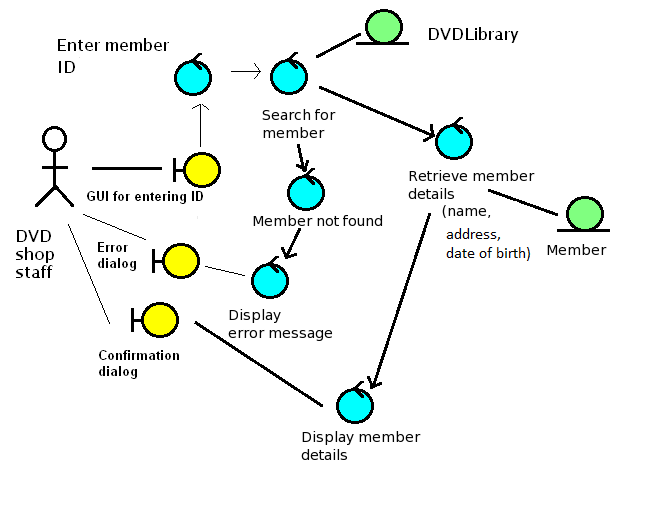 Enter member
ID
DVDLibrary
Search for
member
Retrieve member
details
(name,
address,
date of birth)
Member
GUI for entering ID
Member not found
DVD
shop
staff
Error
dialog
Display
error message
Confirmation
dialog
Display member
details